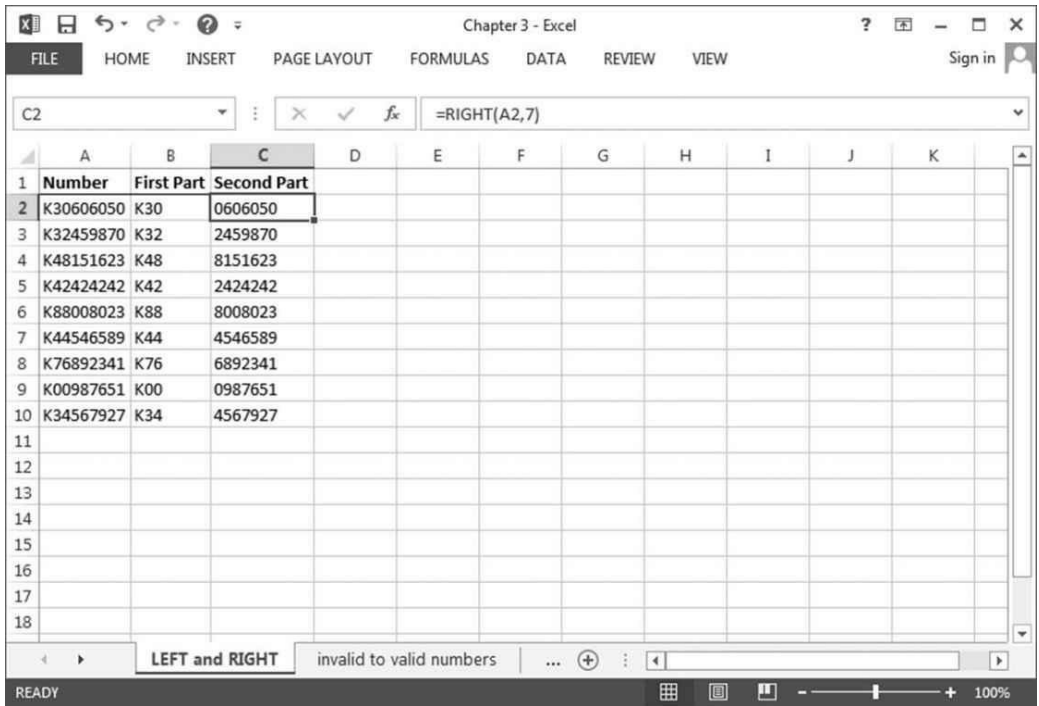 Chapter 3 - Excel
?
FILE HOME INSERT PAGE LAYOUT FORMULAS DATA REVIEW VIEW Sign in
C2 fx =RIGHT(A2,7)
A B C D E F G H I J K
1 Number First Part Second Part
2 K30606050 K30 0606050
3 K32459870 K32 2459870
4 K48151623 K48 8151623
5 K42424242 K42 2424242
6 K88008023 K88 8008023
7 K44546589 K44 4546589
8 K76892341 K76 6892341
9 K00987651 K00 0987651
10 K34567927 K34 4567927
11
12
13
14
15
16
17
18
LEFT and RIGHT invalid to valid numbers ...
READY 100%